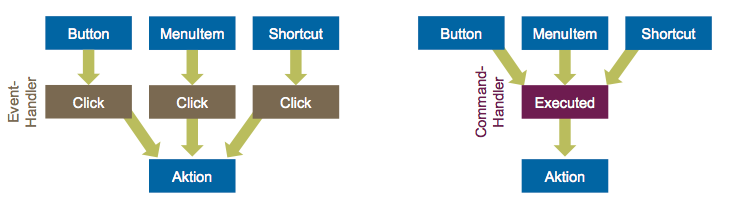 Button MenuItem Shortcut
Event-
Handler
Click Click Click
Aktion
Button MenuItem Shortcut
Command-
Handler
Executed
Aktion